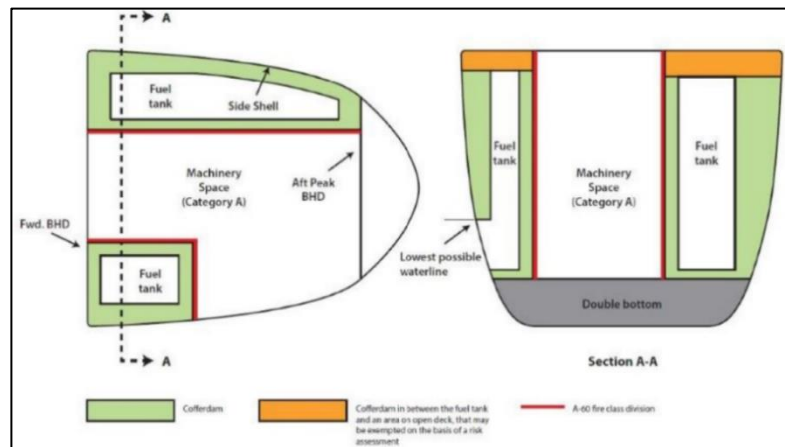 A
A
Fuel
tank
Side Shell
Machinery
Space
(Category A)
Aft Peak
BHD
Fwd. BHD
Fuel
tank
Fuel
tank
Machinery
Space
(Category A)
Fuel
tank
Lowest possible
waterline
Double bottom
Section A-A
Cofferdam
Cofferdam in between the fuel tank
and an area on open deck, that may
be exempted on the basis of a risk
assessment
A-60 fire class division